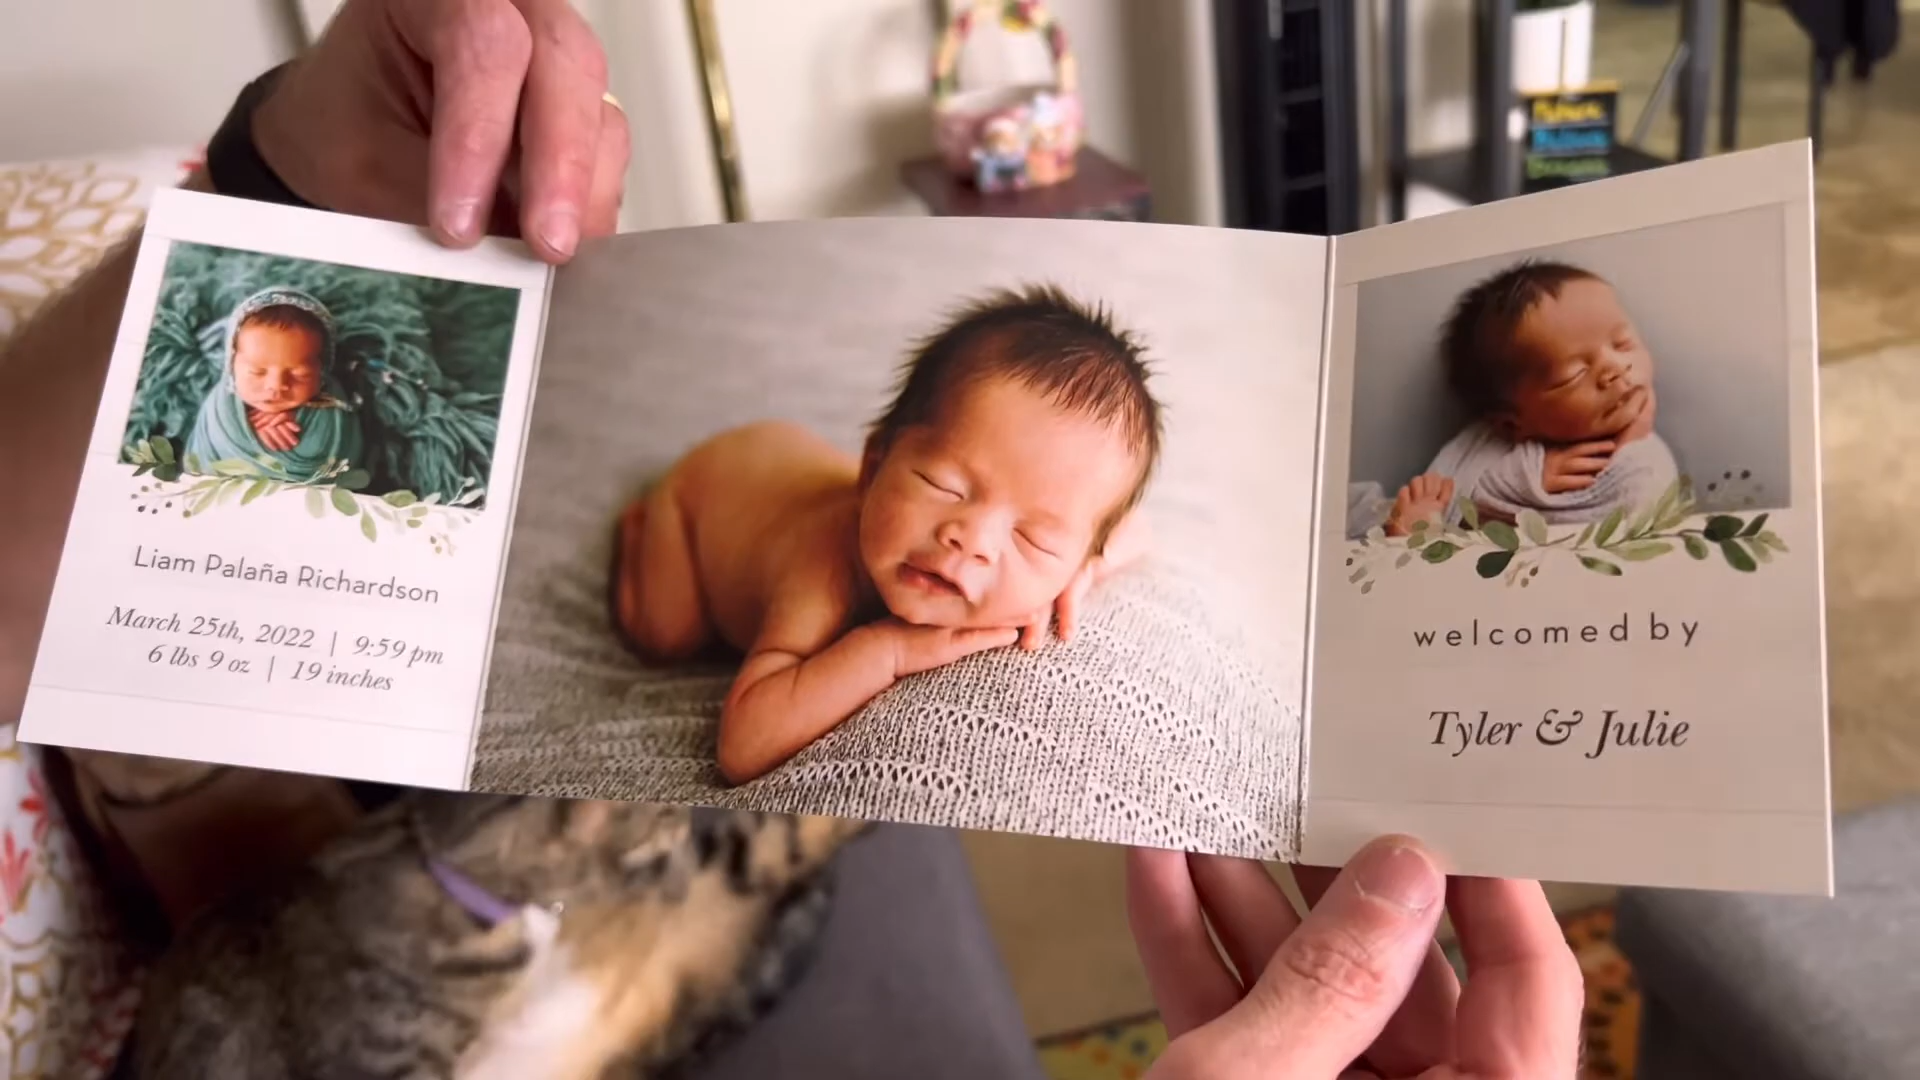 Liam Palaña Richardson
March 25th, 2022 | 9:59 pm
6 lbs 9 oz | 19 inches
welcomed by
Tyler & Julie